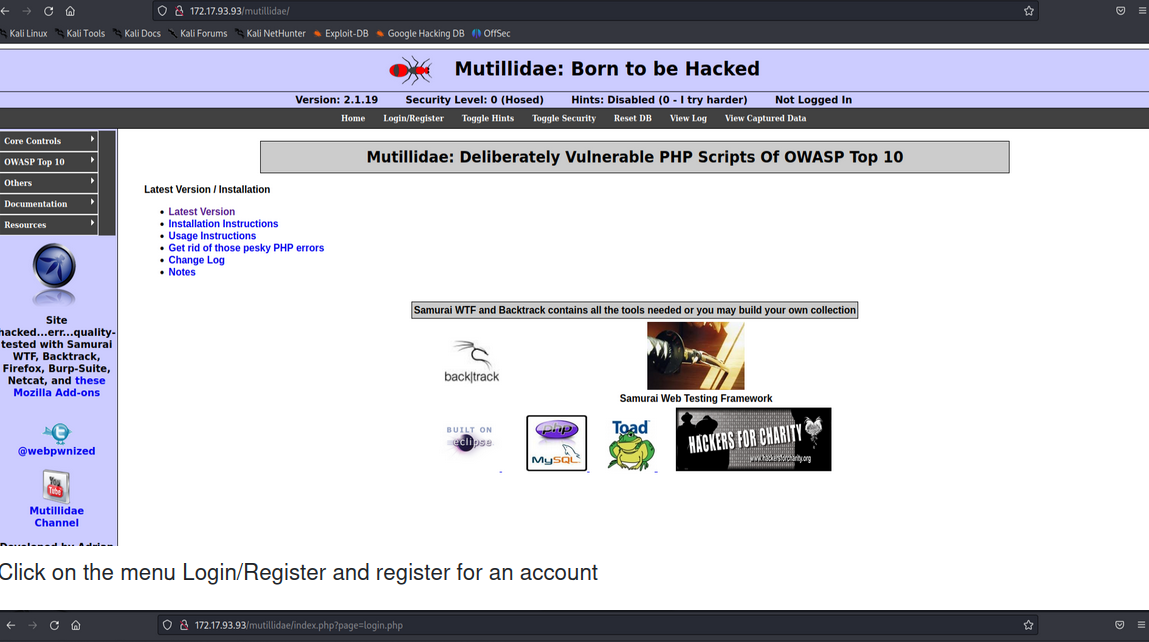 172.17.93.93/mutillidae/
Kali Linux Kali Tools Kali Docs Kali Forums Kali NetHunter Exploit-DB Google Hacking DB OffSec
Mutillidae: Born to be Hacked
Version: 2.1.19 Security Level: 0 (Hosed) Hints: Disabled (0 - I try harder) Not Logged In
Home Login/Register Toggle Hints Toggle Security Reset DB View Log View Captured Data
Core Controls
OWASP Top 10
Others
Documentation
Resources
Site
hacked...err...quality-
tested with Samurai
WTF, Backtrack,
Firefox, Burp-Suite,
Netcat, and these
Mozilla Add-ons
@webpwnized
You
Tube
Mutillidae
Channel
Developed by Adrian
Mutillidae: Deliberately Vulnerable PHP Scripts Of OWASP Top 10
Latest Version / Installation
Latest Version
Installation Instructions
Usage Instructions
Get rid of those pesky PHP errors
Change Log
Notes
Samurai WTF and Backtrack contains all the tools needed or you may build your own collection
back|track
Samurai Web Testing Framework
BUILT ON
eclipse
php
MySQL
Toad
HACKERS FOR CHARITY
www.hackersforcharity.org
Click on the menu Login/Register and register for an account
172.17.93.93/mutillidae/index.php?page=login.php